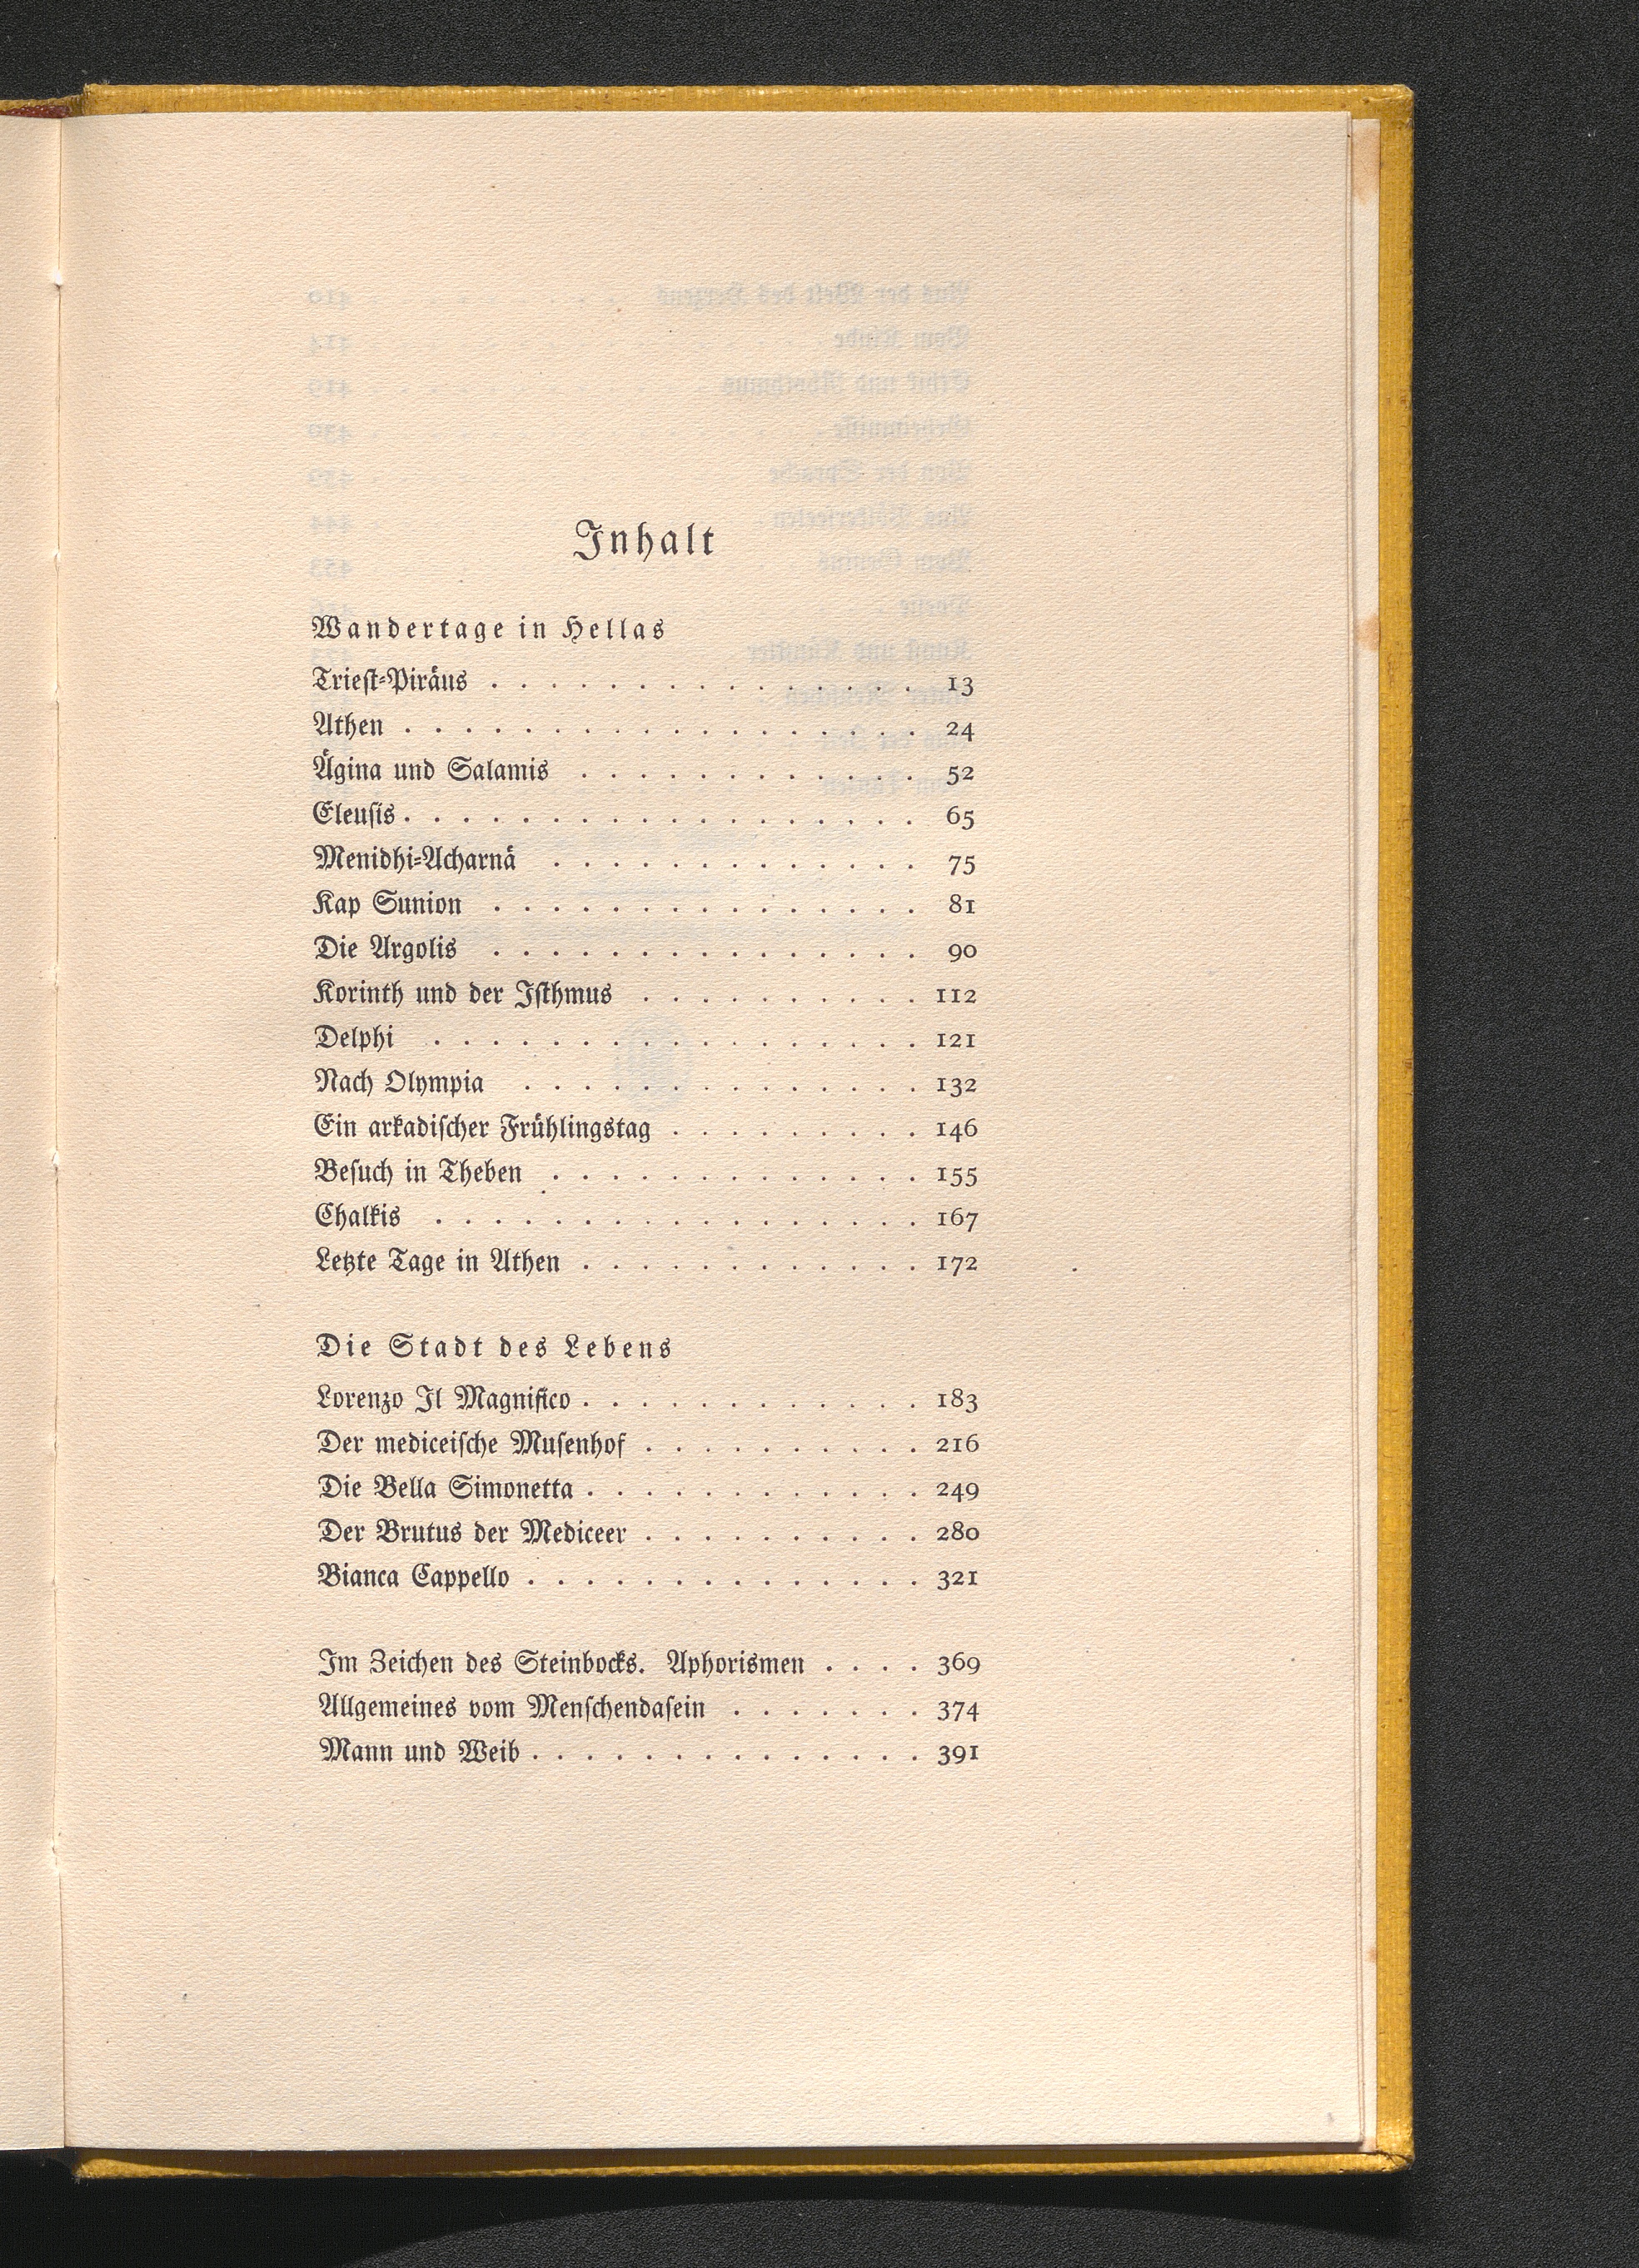 Inhalt
Wandertage in Hellas
Trieſt-Piräus . . . . . . . . . . . . . . . 13
Athen . . . . . . . . . . . . . . . . . . 24
Ägina und Salamis . . . . . . . . . . . . 52
Eleuſis . . . . . . . . . . . . . . . . . . 65
Menidhi-Acharnä . . . . . . . . . . . . . 75
Kap Sunion . . . . . . . . . . . . . . . 81
Die Argolis . . . . . . . . . . . . . . . 90
Korinth und der Iſthmus . . . . . . . . . . 112
Delphi . . . . . . . . . . . . . . . . . 121
Nach Olympia . . . . . . . . . . . . . . 132
Ein arkadiſcher Frühlingstag . . . . . . . . . 146
Beſuch in Theben . . . . . . . . . . . . . 155
Chalkis . . . . . . . . . . . . . . . . . 167
Letzte Tage in Athen . . . . . . . . . . . . 172
Die Stadt des Lebens
Lorenzo Il Magnifico . . . . . . . . . . . . 183
Der mediceiſche Muſenhof . . . . . . . . . . 216
Die Bella Simonetta . . . . . . . . . . . . 249
Der Brutus der Mediceer . . . . . . . . . . 280
Bianca Cappello . . . . . . . . . . . . . . 321
Im Zeichen des Steinbocks. Aphorismen . . . . 369
Allgemeines vom Menſchendaſein . . . . . . . 374
Mann und Weib . . . . . . . . . . . . . . 391